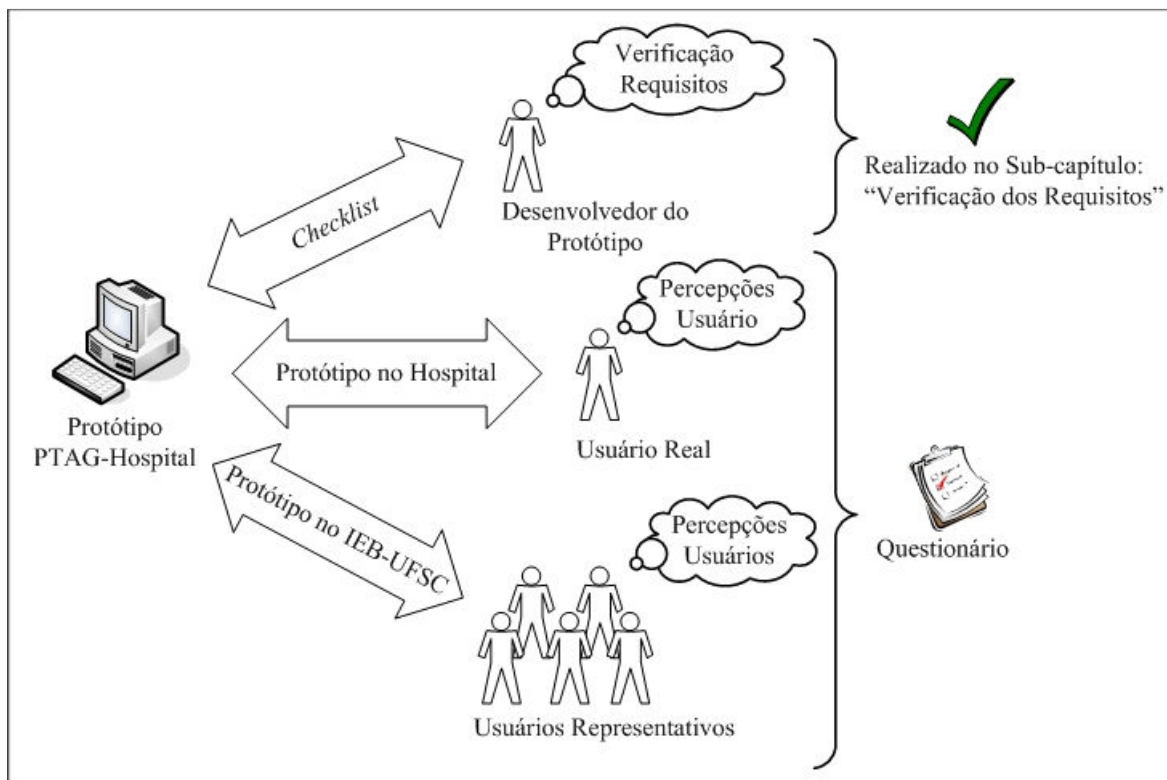 Verificação
Requisitos
Checklist
Desenvolvedor do
Protótipo
Realizado no Sub-capítulo:
“Verificação dos Requisitos”
Protótipo
PTAG-Hospital
Protótipo no Hospital
Percepções
Usuário
Usuário Real
Protótipo no IEB-UFSC
Percepções
Usuários
Usuários Representativos
Questionário